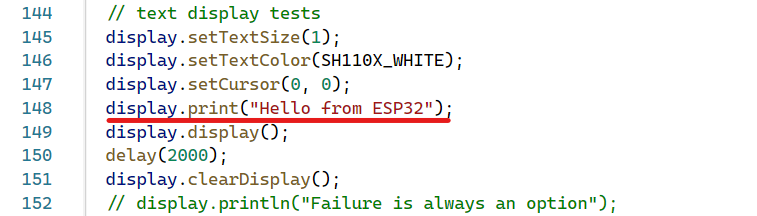 144 // text display tests
145 display.setTextSize(1);
146 display.setTextColor(SH110X_WHITE);
147 display.setCursor(0, 0);
148 display.print("Hello from ESP32");
149 display.display();
150 delay(2000);
151 display.clearDisplay();
152 // display.println("Failure is always an option");